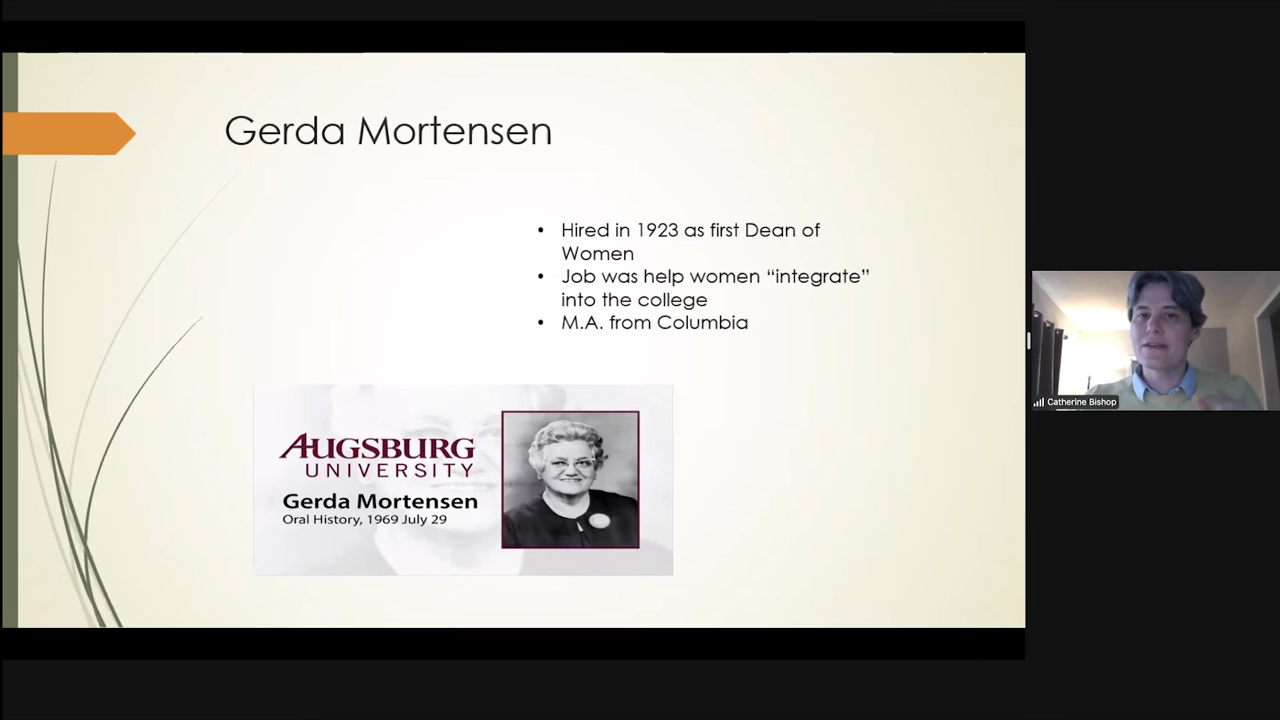 Gerda Mortensen
• Hired in 1923 as first Dean of
Women
• Job was help women “integrate”
into the college
• M.A. from Columbia
AUGSBURG
UNIVERSITY
Gerda Mortensen
Oral History, 1969 July 29
Catherine Bishop